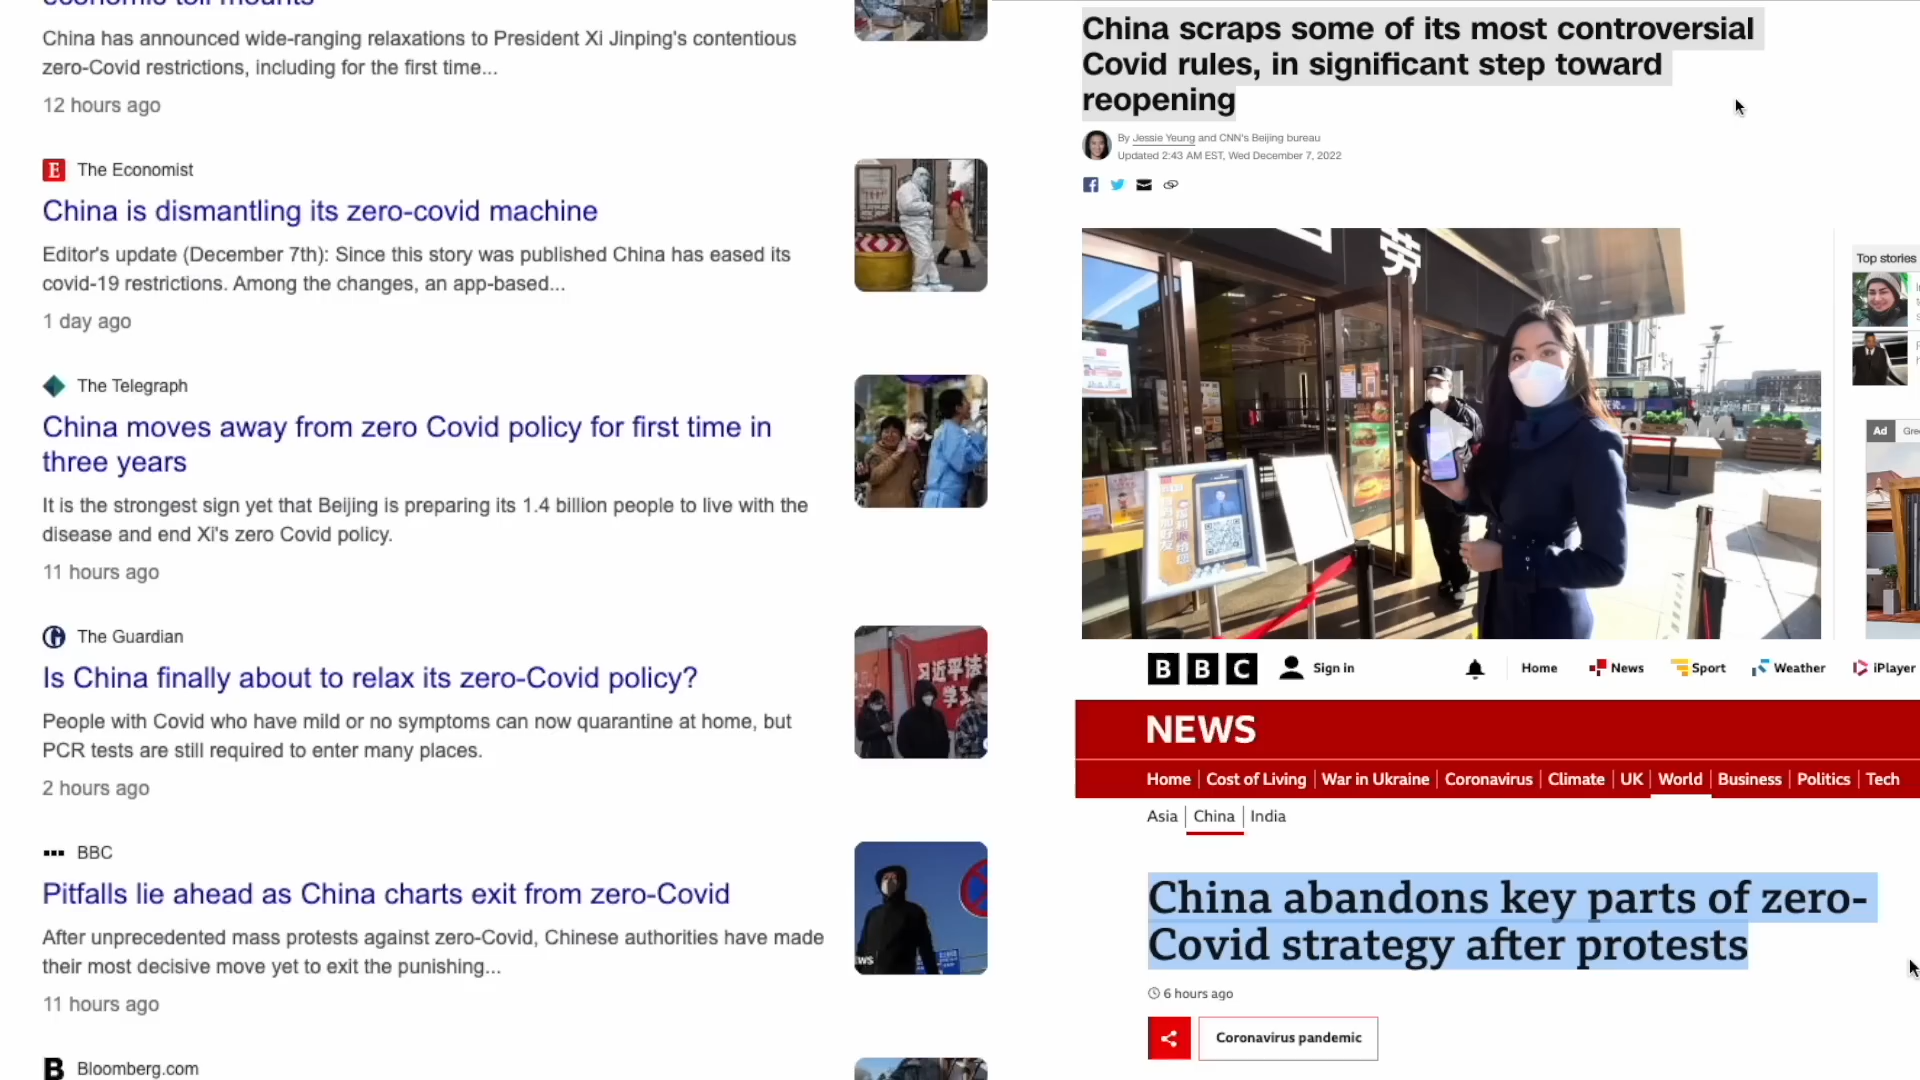 economic toll mounts
China has announced wide-ranging relaxations to President Xi Jinping's contentious
zero-Covid restrictions, including for the first time...
12 hours ago
The Economist
China is dismantling its zero-covid machine
Editor's update (December 7th): Since this story was published China has eased its
covid-19 restrictions. Among the changes, an app-based...
1 day ago
The Telegraph
China moves away from zero Covid policy for first time in
three years
It is the strongest sign yet that Beijing is preparing its 1.4 billion people to live with the
disease and end Xi's zero Covid policy.
11 hours ago
The Guardian
Is China finally about to relax its zero-Covid policy?
People with Covid who have mild or no symptoms can now quarantine at home, but
PCR tests are still required to enter many places.
2 hours ago
习近平法
学习
BBC
Pitfalls lie ahead as China charts exit from zero-Covid
After unprecedented mass protests against zero-Covid, Chinese authorities have made
their most decisive move yet to exit the punishing...
11 hours ago
Bloomberg.com
China scraps some of its most controversial
Covid rules, in significant step toward
reopening
By Jessie Yeung and CNN's Beijing bureau
Updated 2:43 AM EST, Wed December 7, 2022
劳
Top stories
Ad
Gre
BBC Sign in Home News Sport Weather iPlayer
NEWS
Home Cost of Living War in Ukraine Coronavirus Climate UK World Business Politics Tech
Asia China India
China abandons key parts of zero-
Covid strategy after protests
6 hours ago
Coronavirus pandemic